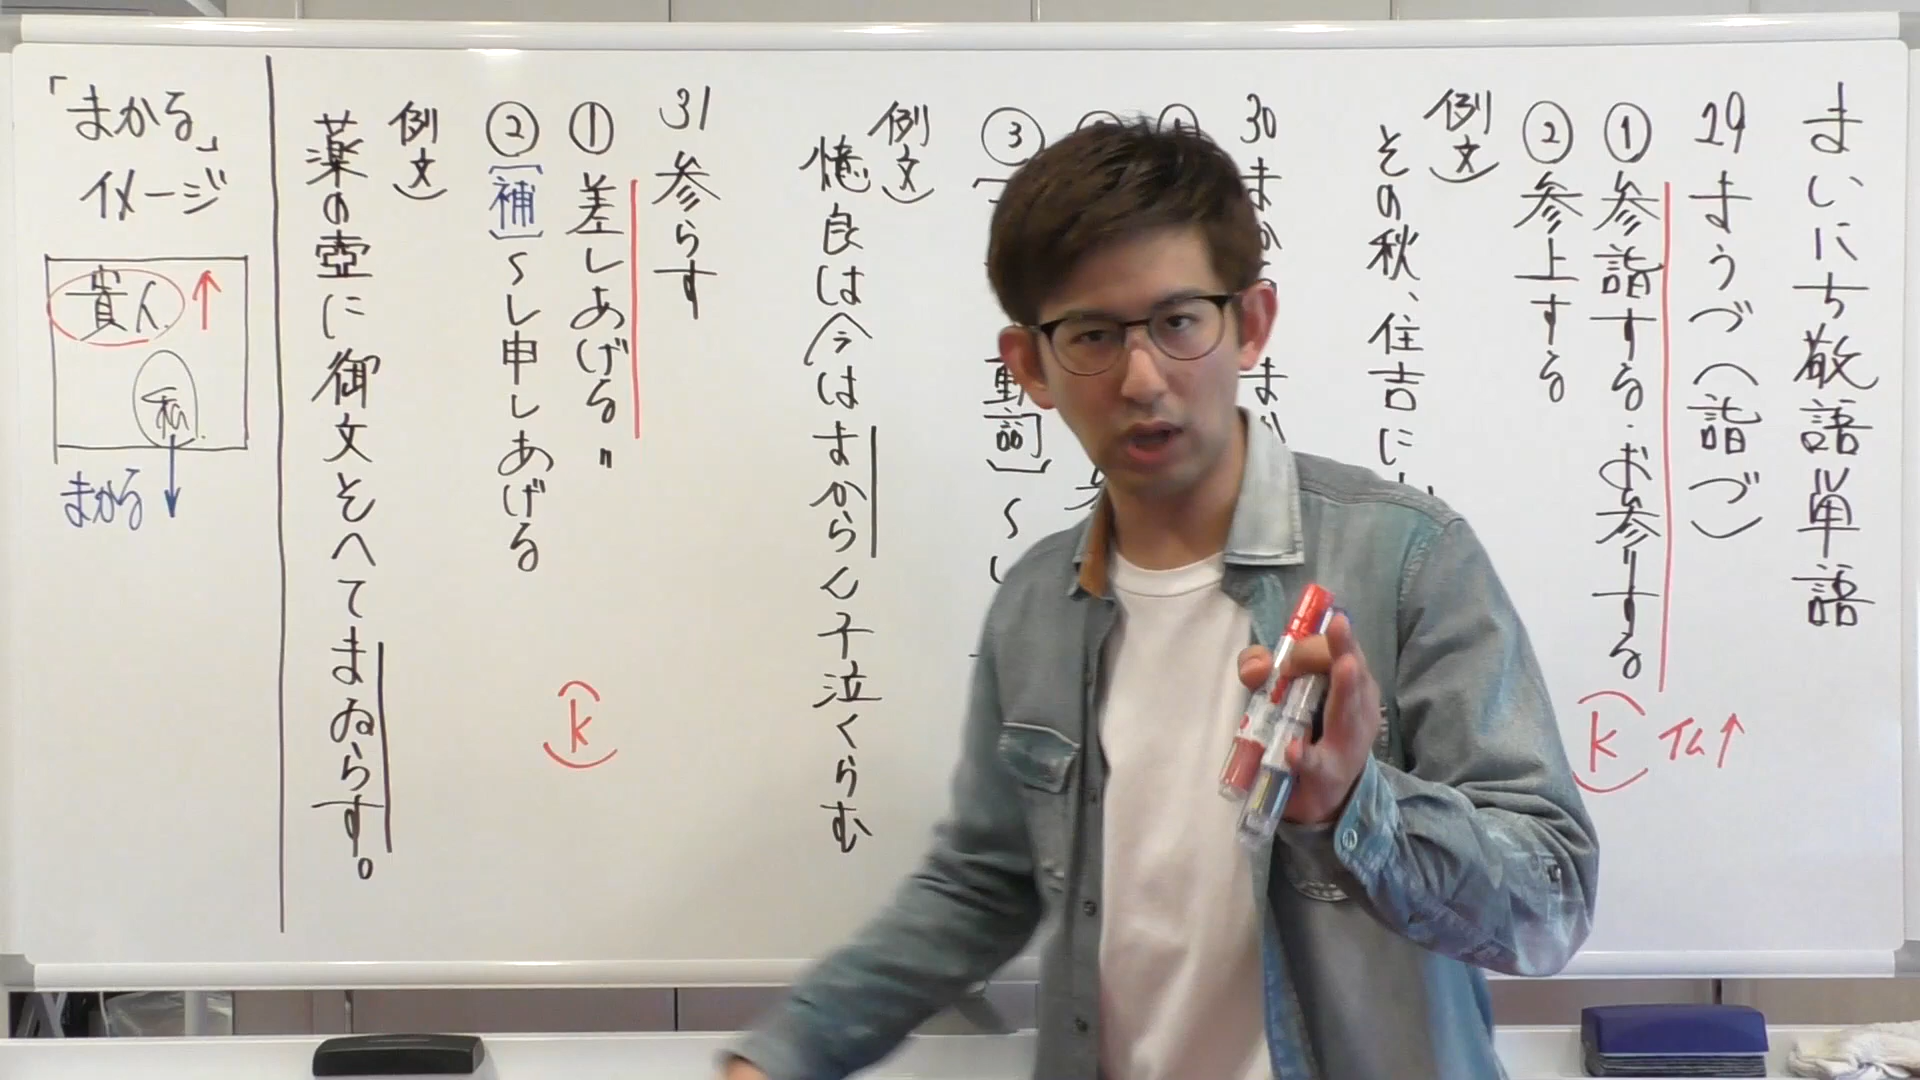 まいにち敬語単語
29 まうづ(詣づ)
①参詣する・お参りする
(k) 仏↑
②参上する
例文)
その秋、住吉に
30 まか
①
②
③
動詞]〜し
例文)
憶良は今はまからん子泣くらむ
31 参らす
①差しあげる〃
(k)
②[補]〜し申しあげる
例文)
薬の壺に御文そへてまゐらす。
「まかる」
イメージ
貴人 ↑
私
まかる ↓